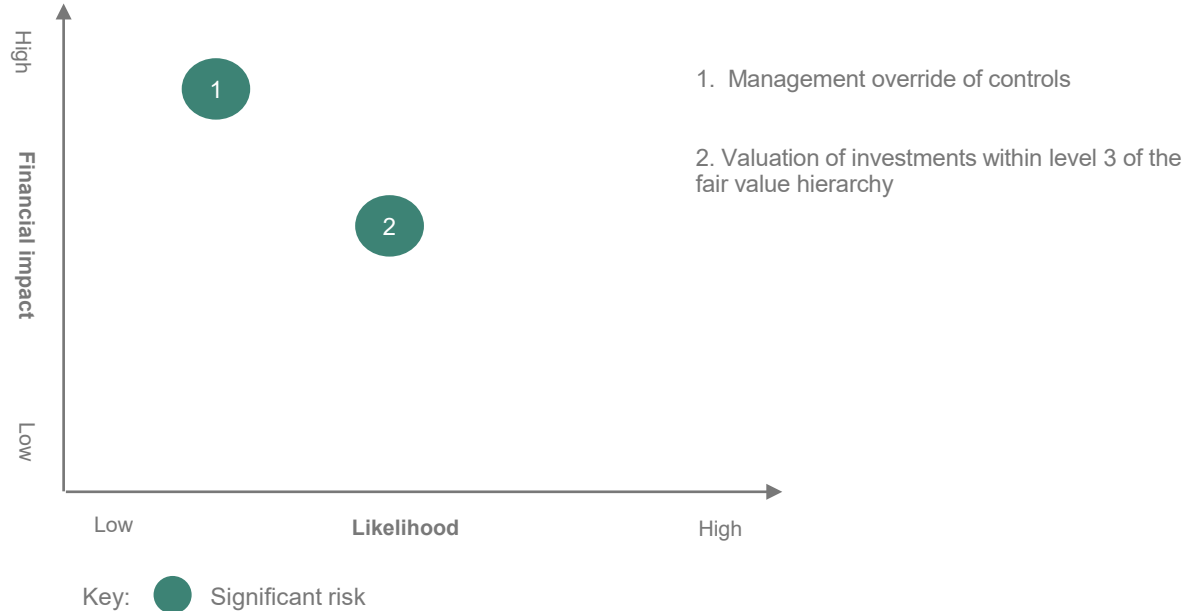 High
1
1. Management override of controls
2. Valuation of investments within level 3 of the
fair value hierarchy
Financial impact
2
Low
Low
Likelihood
High
Key:
Significant risk